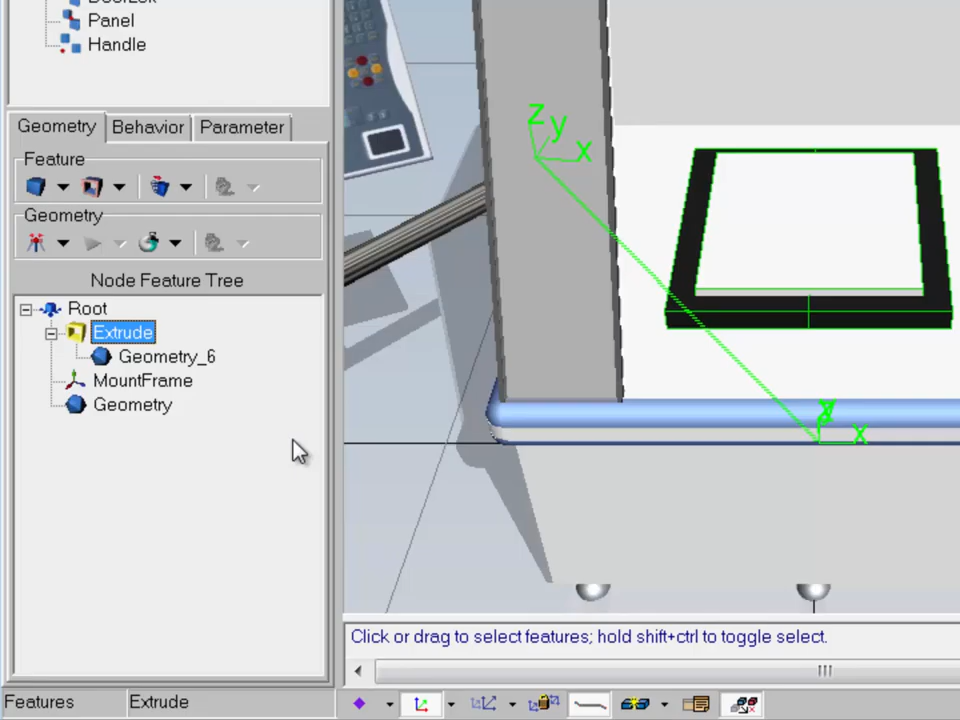 Panel
Handle
Geometry Behavior Parameter
Feature
Geometry
Node Feature Tree
Root
Extrude
Geometry_6
MountFrame
Geometry
z
y
x
x
Click or drag to select features; hold shift+ctrl to toggle select.
Features Extrude